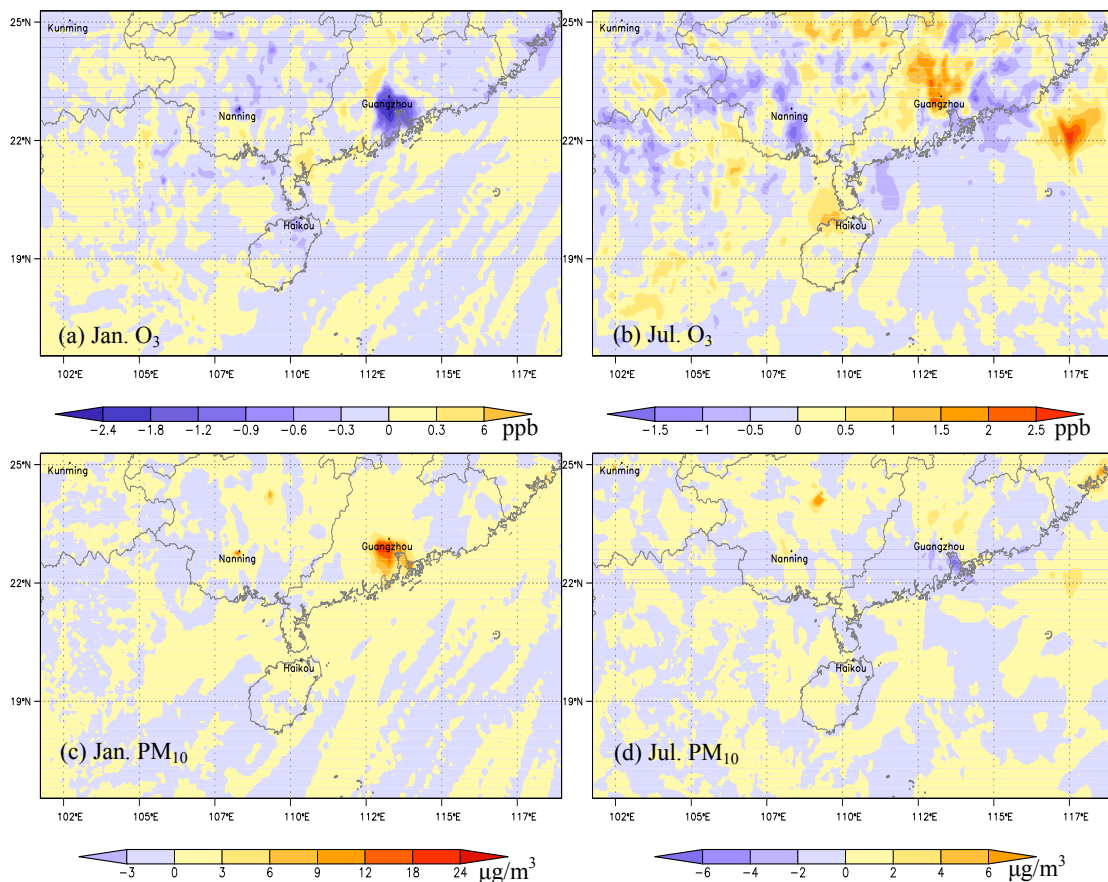 25°N
22°N
19°N
Kunming
Nanning
Guangzhou
Haikou
(a) Jan. O₃
102°E 105°E 107°E 110°E 112°E 115°E 117°E
−2.4 −1.8 −1.2 −0.9 −0.6 −0.3 0 0.3 6 ppb
25°N
22°N
19°N
Kunming
Nanning
Guangzhou
Haikou
(b) Jul. O₃
102°E 105°E 107°E 110°E 112°E 115°E 117°E
−1.5 −1 −0.5 0 0.5 1 1.5 2 2.5 ppb
25°N
22°N
19°N
Kunming
Nanning
Guangzhou
Haikou
(c) Jan. PM₁₀
102°E 105°E 107°E 110°E 112°E 115°E 117°E
−3 0 3 6 9 12 18 24 µg/m³
25°N
22°N
19°N
Kunming
Nanning
Guangzhou
Haikou
(d) Jul. PM₁₀
102°E 105°E 107°E 110°E 112°E 115°E 117°E
−6 −4 −2 0 2 4 6 µg/m³